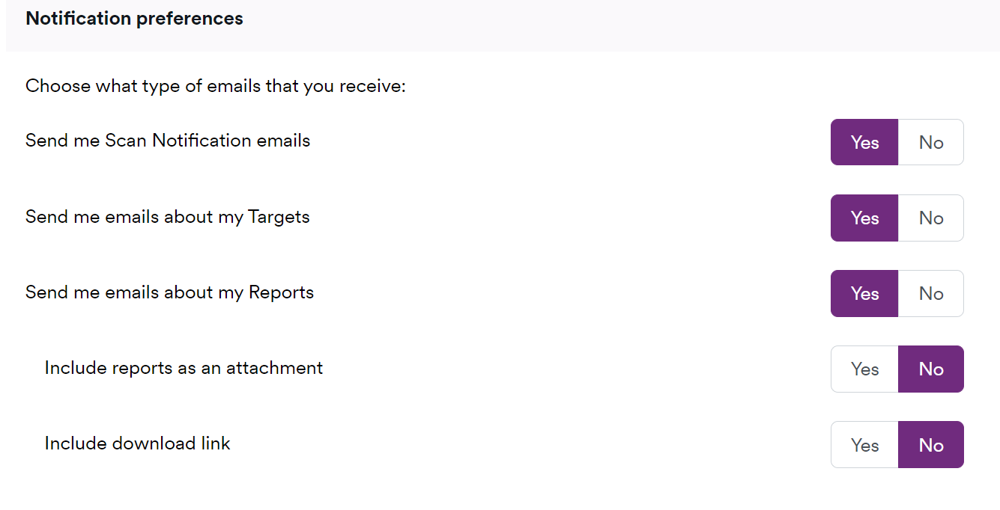 Notification preferences
Choose what type of emails that you receive:
Send me Scan Notification emails
Yes No
Send me emails about my Targets
Yes No
Send me emails about my Reports
Yes No
Include reports as an attachment
Yes No
Include download link
Yes No